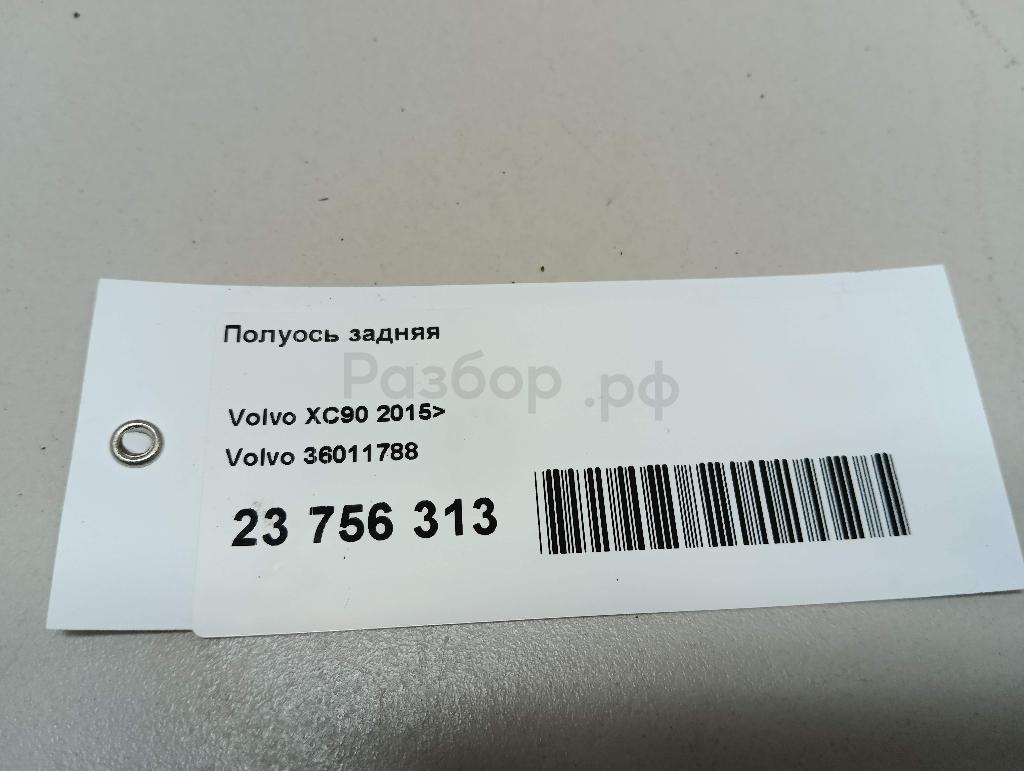 Полуось задняя
Разбор.рф
Volvo XC90 2015>
Volvo 36011788
23 756 313